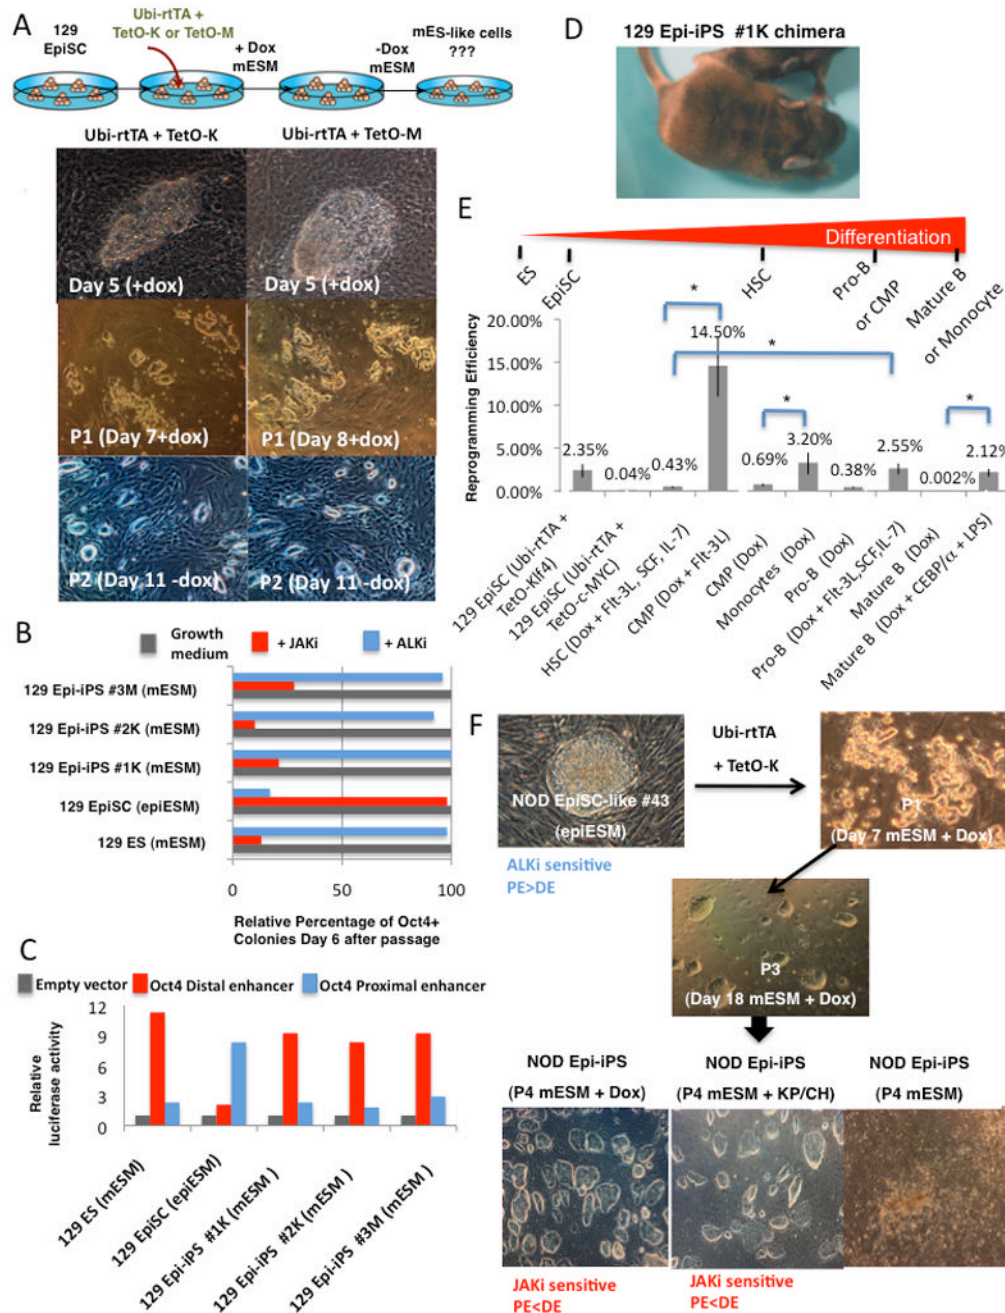 A
129
EpiSC
Ubi-rtTA +
TetO-K or TetO-M
+ Dox
mESM
-Dox
mESM
mES-like cells
???
Ubi-rtTA + TetO-K
Ubi-rtTA + TetO-M
Day 5 (+dox)
Day 5 (+dox)
P1 (Day 7+dox)
P1 (Day 8+dox)
P2 (Day 11 -dox)
P2 (Day 11 -dox)
B
Growth
medium
+ JAKi
+ ALKi
129 Epi-iPS #3M (mESM)
129 Epi-iPS #2K (mESM)
129 Epi-iPS #1K (mESM)
129 EpiSC (epiESM)
129 ES (mESM)
0
50
100
Relative Percentage of Oct4+
Colonies Day 6 after passage
C
Empty vector
Oct4 Distal enhancer
Oct4 Proximal enhancer
Relative
luciferase activity
12
9
6
3
0
129 ES (mESM)
129 EpiSC (epiESM)
129 Epi-iPS #1K (mESM )
129 Epi-iPS #2K (mESM )
129 Epi-iPS #3M (mESM )
D
129 Epi-iPS #1K chimera
E
Differentiation
ES
EpiSC
HSC
Pro-B
or CMP
Mature B
or Monocyte
Reprogramming Efficiency
20.00%
15.00%
10.00%
5.00%
0.00%
2.35%
0.04%
0.43%
14.50%
0.69%
3.20%
0.38%
2.55%
0.002%
2.12%
*
*
*
*
129 EpiSC (Ubi-rtTA +
TetO-Klf4)
129 EpiSC (Ubi-rtTA +
TetO-c-MYC)
HSC (Dox + Flt-3L, SCF, IL-7)
CMP (Dox + Flt-3L)
CMP (Dox)
Monocytes (Dox)
Pro-B (Dox)
Pro-B (Dox + Flt-3L,SCF,IL-7)
Mature B (Dox)
Mature B (Dox + CEBP/α + LPS)
F
NOD EpiSC-like #43
(epiESM)
ALKi sensitive
PE>DE
Ubi-rtTA
+ TetO-K
P1
(Day 7 mESM + Dox)
P3
(Day 18 mESM + Dox)
NOD Epi-iPS
(P4 mESM + Dox)
NOD Epi-iPS
(P4 mESM + KP/CH)
NOD Epi-iPS
(P4 mESM)
JAKi sensitive
PE<DE
JAKi sensitive
PE<DE